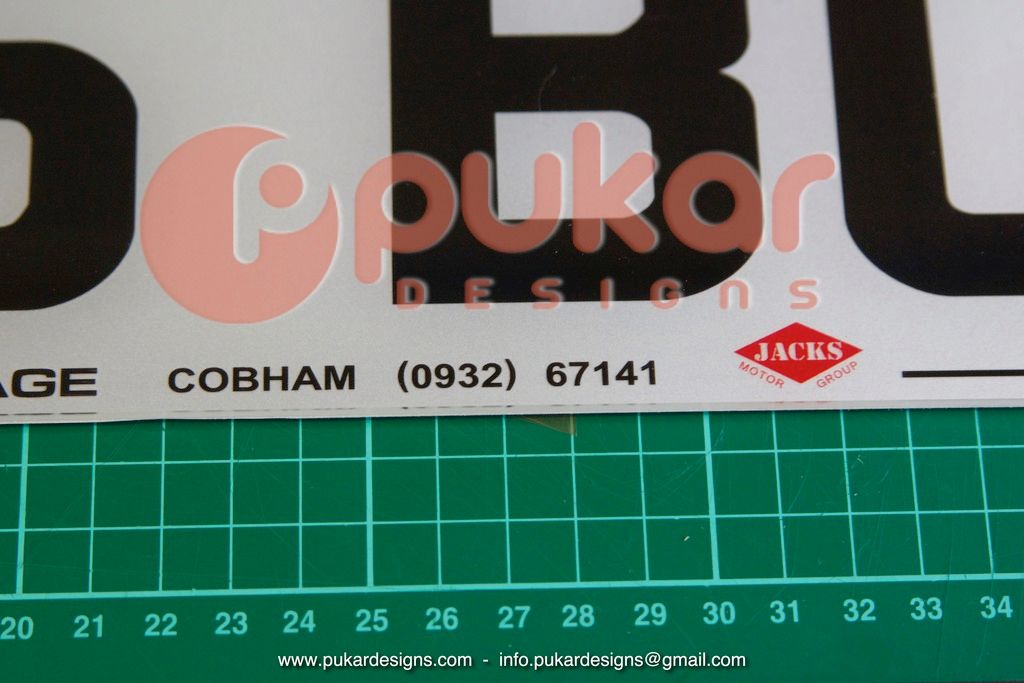 B
pukar
DESIGNS
AGE COBHAM (0932) 67141
JACKS
MOTOR GROUP
20 21 22 23 24 25 26 27 28 29 30 31 32 33 34
www.pukardesigns.com - info.pukardesigns@gmail.com